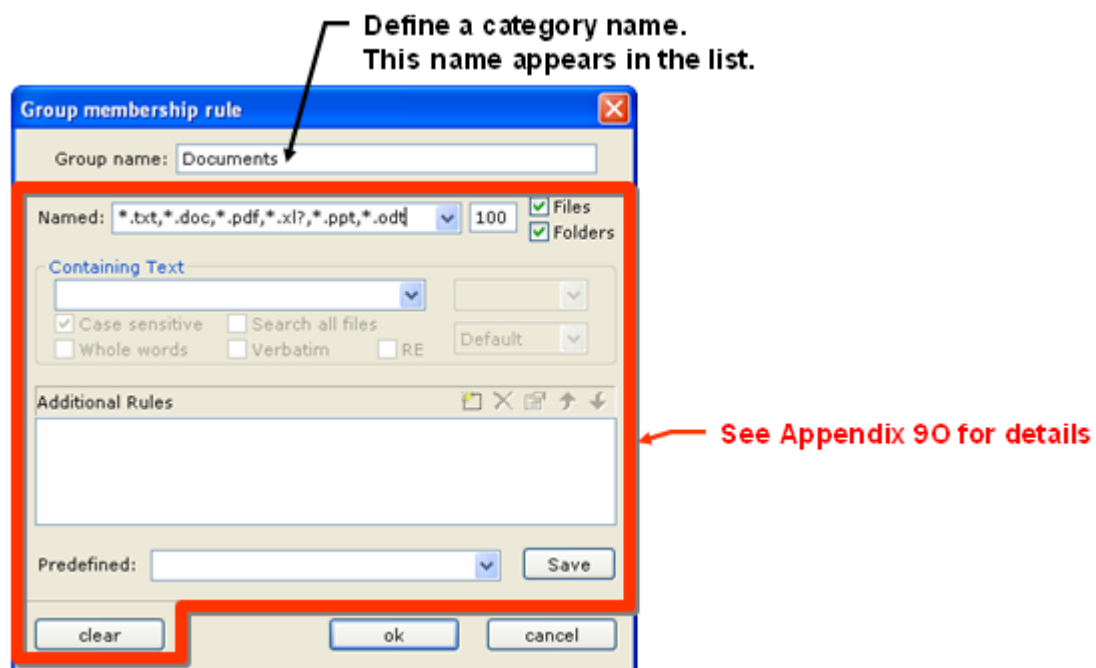 Define a category name.
This name appears in the list.
Group membership rule
Group name: Documents
Named: *.txt,*.doc,*.pdf,*.xl?,*.ppt,*.odt 100 Files
Folders
Containing Text
Case sensitive Search all files
Whole words Verbatim RE Default
Additional Rules
See Appendix 9O for details
Predefined: Save
clear ok cancel